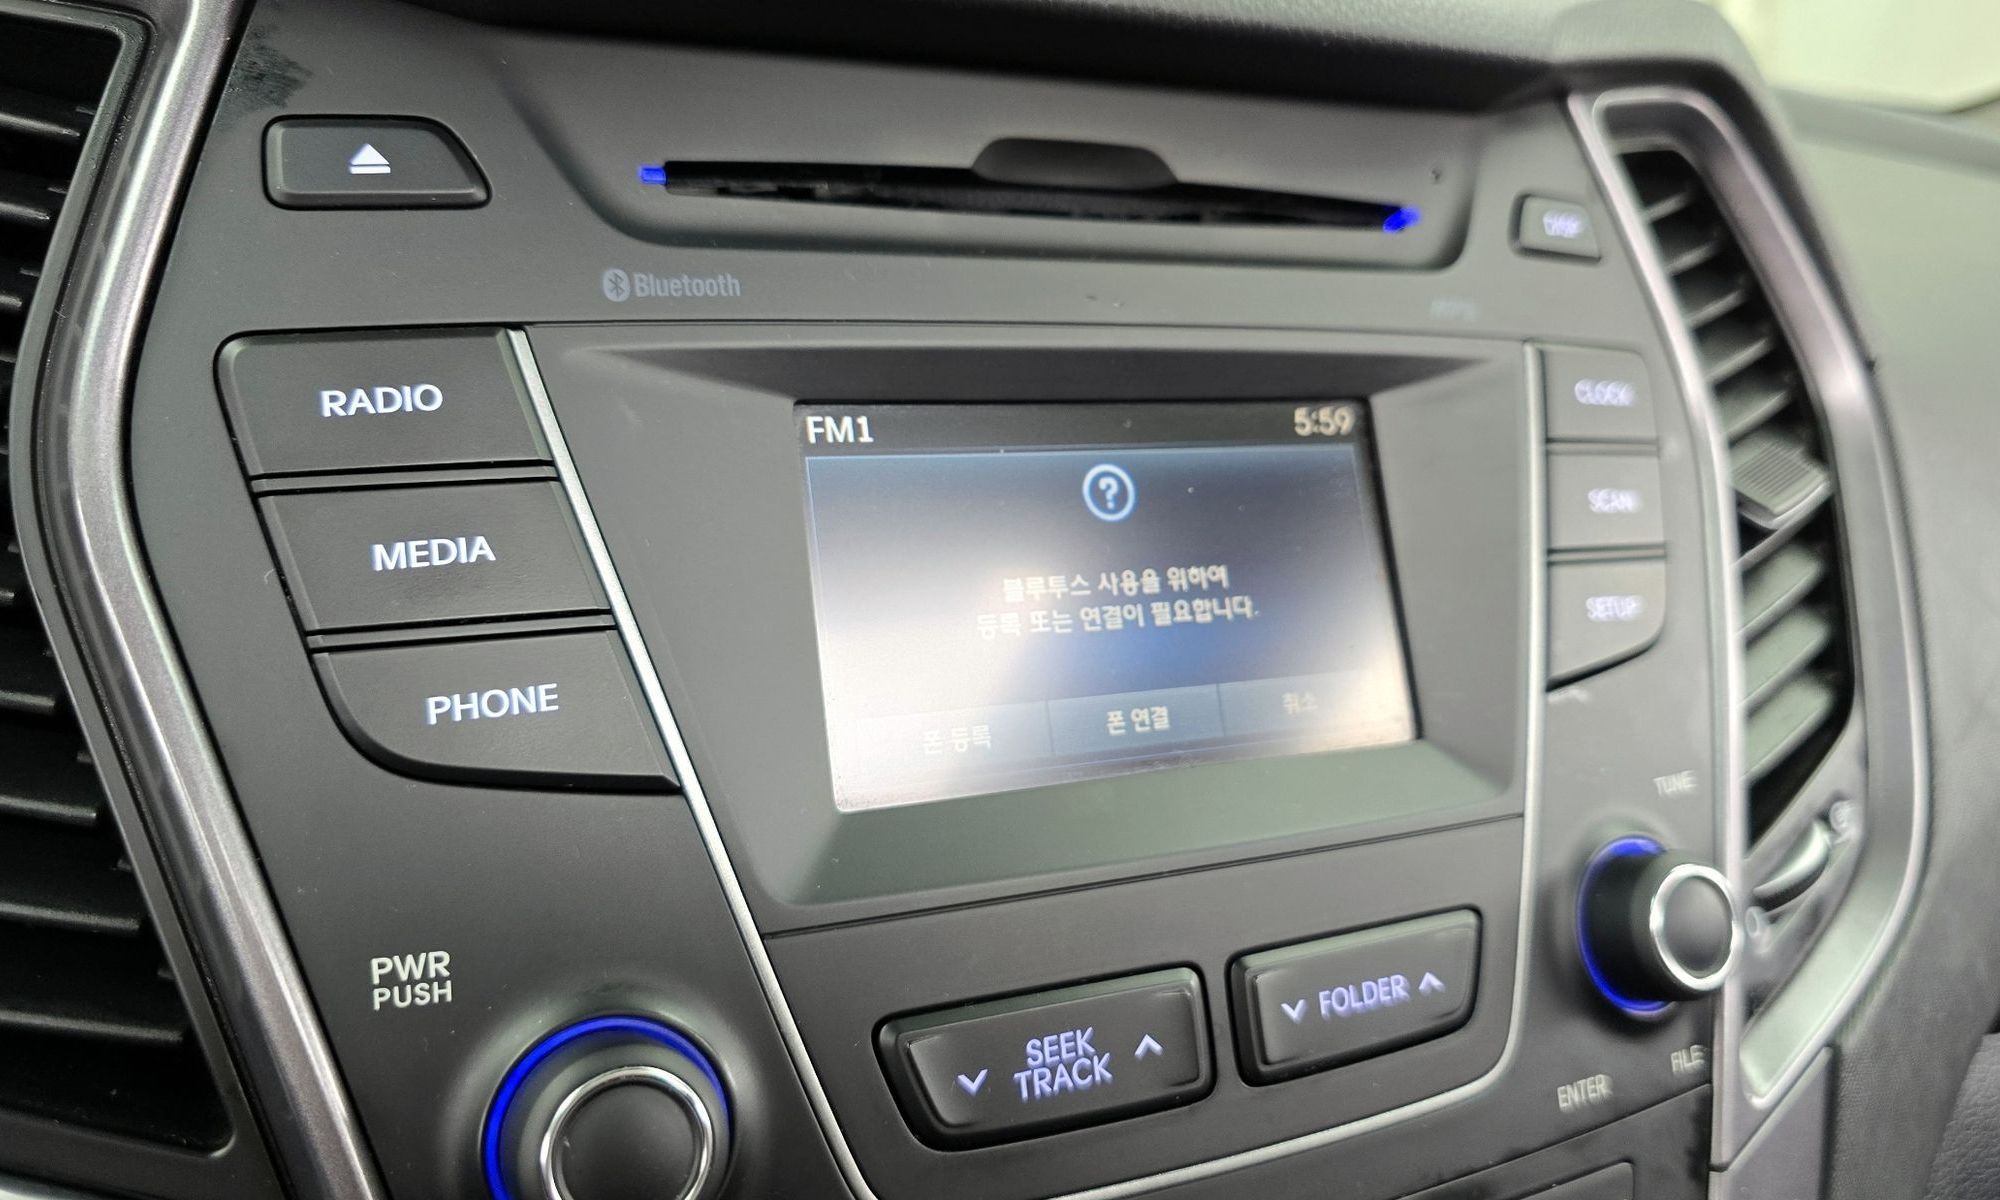 Bluetooth
DISP
RADIO
MEDIA
PHONE
FM1
5:59
블루투스 사용을 위하여
등록 또는 연결이 필요합니다.
폰 등록
폰 연결
취소
CLOCK
SCAN
SETUP
TUNE
PWR
PUSH
SEEK
TRACK
FOLDER
FILE
ENTER